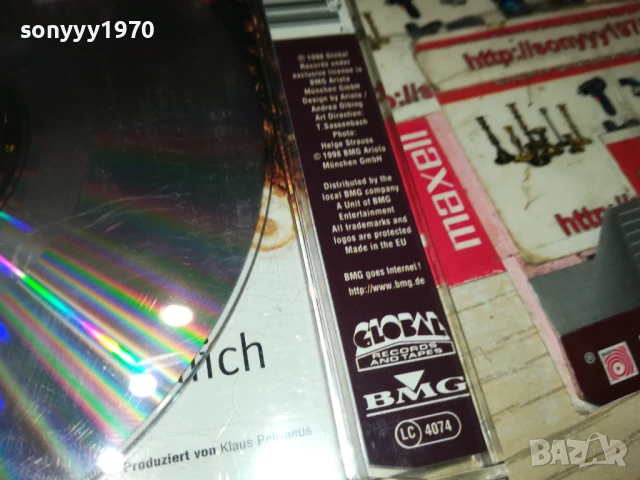 sonyyy1970
℗ 1998 Global
Records under
exclusive license in
BMG Ariola
München GmbH
Design by Ariola /
Andrea Olbing
Art Direction:
T. Sassenbach
Photo:
Helge Strauss
© 1998 BMG Ariola
München GmbH
Distributed by the
local BMG company
A Unit of BMG
Entertainment
All trademarks and
logos are protected
Made in the EU
BMG goes Internet!
http://www.bmg.de
GLOBAL
RECORDS
AND TAPES
BMG
LC 4074
ich
Produziert von Klaus
maxell
http://sonyyy1970
http
BAZAR